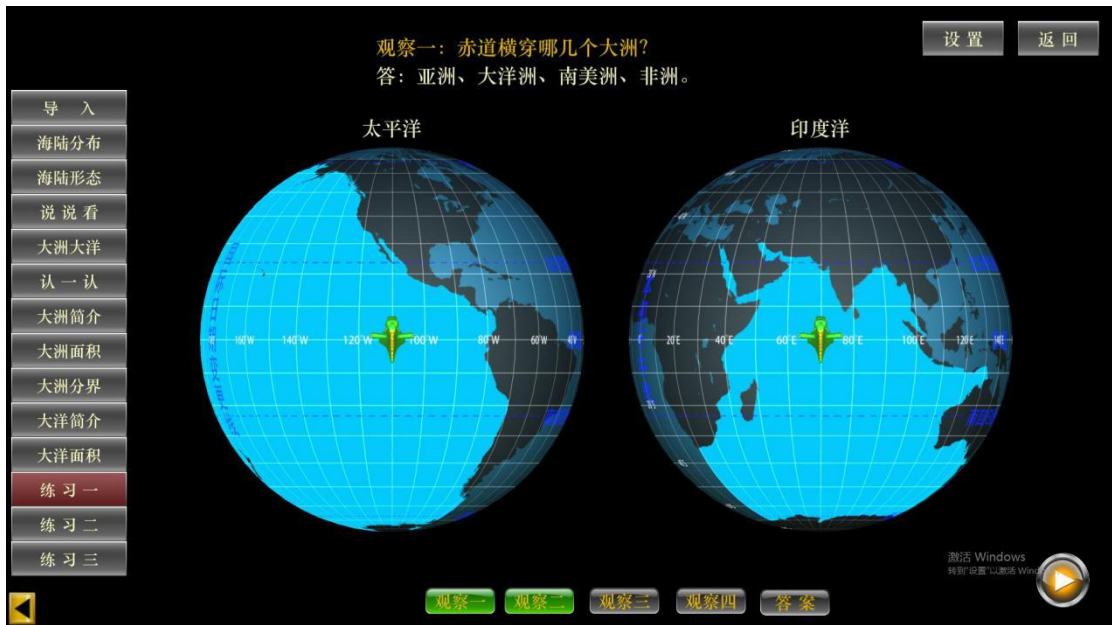 观察一：赤道横穿哪几个大洲？
答：亚洲、大洋洲、南美洲、非洲。
设 置
返 回
导 入
海陆分布
海陆形态
说 说 看
大洲大洋
认 一 认
大洲简介
大洲面积
大洲分界
大洋简介
大洋面积
练 习 一
练 习 二
练 习 三
太平洋
160°W 140°W 120°W 100°W 80°W 60°W
印度洋
20°E 40°E 60°E 80°E 100°E 120°E
激活 Windows
观察一 观察二 观察三 观察四 答 案